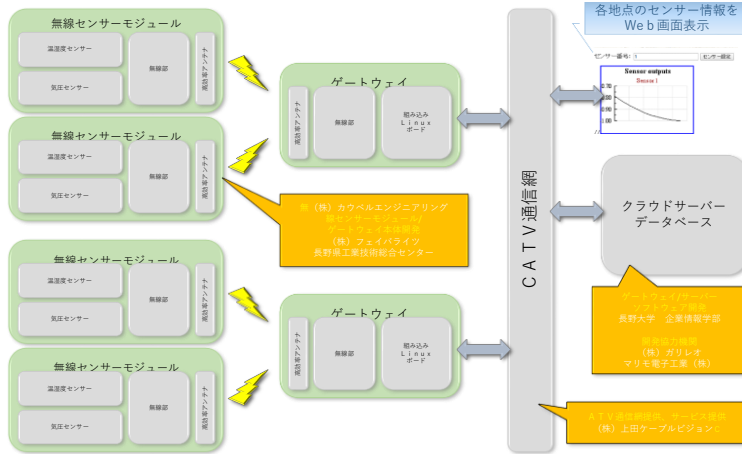 無線センサーモジュール
温湿度センサー
気圧センサー
無線部
高効率アンテナ
無線センサーモジュール
温湿度センサー
気圧センサー
無線部
高効率アンテナ
無線センサーモジュール
温湿度センサー
気圧センサー
無線部
高効率アンテナ
無線センサーモジュール
温湿度センサー
気圧センサー
無線部
高効率アンテナ
ゲートウェイ
高効率アンテナ
無線部
組み込み
Ｌｉｎｕｘ
ボード
無（株）カウベルエンジニアリング
線センサーモジュール/
ゲートウェイ本体開発
（株）フェイバライツ
長野県工業技術総合センター
ゲートウェイ
高効率アンテナ
無線部
組み込み
Ｌｉｎｕｘ
ボード
ＣＡＴＶ通信網
各地点のセンサー情報を
Ｗｅｂ画面表示
センサー番号: 1
センサー設定
Sensor outputs
Sensor 1
クラウドサーバー
データベース
ゲートウェイ/サーバー
ソフトウェア開発
長野大学　企業情報学部
開発協力機関
（株）ガリレオ
マリモ電子工業（株）
ＡＴＶ通信網提供、サービス提供
（株）上田ケーブルビジョンＣ